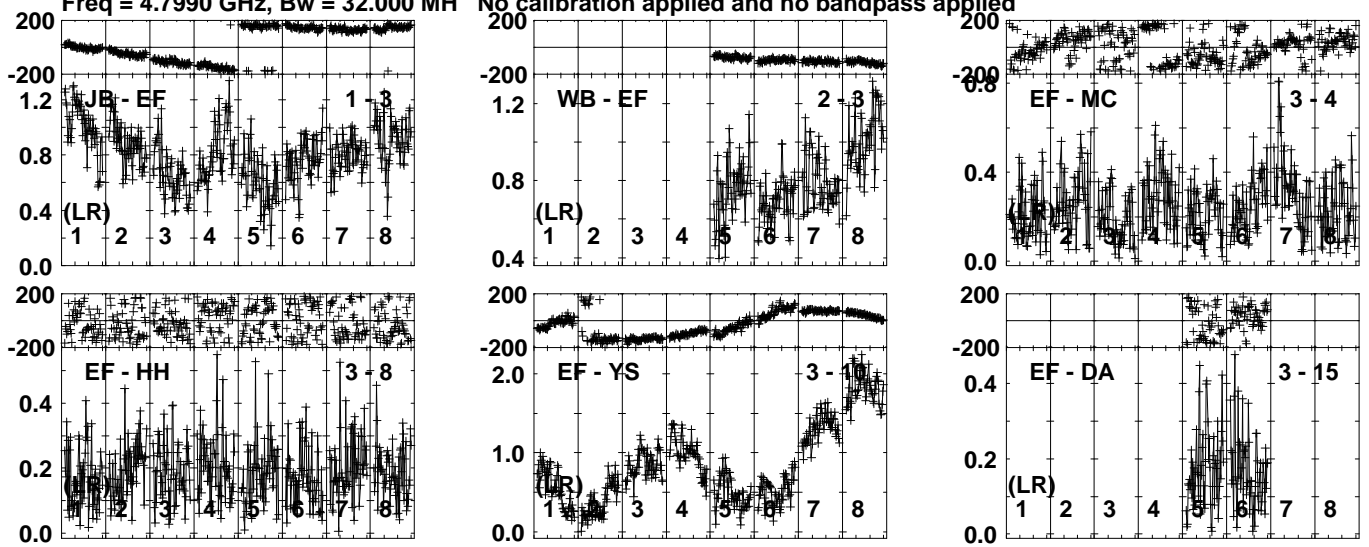 Freq = 4.7990 GHz, Bw = 32.000 MH No calibration applied and no bandpass applied
200
-200
1.2
0.8
0.4
0.0
JB - EF 1 - 3
(LR)
1 2 3 4 5 6 7 8
200
-200
1.2
0.8
0.4
WB - EF 2 - 3
(LR)
1 2 3 4 5 6 7 8
200
-200
0.8
0.4
0.0
EF - MC 3 - 4
(LR)
1 2 3 4 5 6 7 8
200
-200
0.4
0.2
0.0
EF - HH 3 - 8
(LR)
1 2 3 4 5 6 7 8
200
-200
2.0
1.0
0.0
EF - YS 3 - 10
(LR)
1 2 3 4 5 6 7 8
200
-200
0.4
0.2
0.0
EF - DA 3 - 15
(LR)
1 2 3 4 5 6 7 8